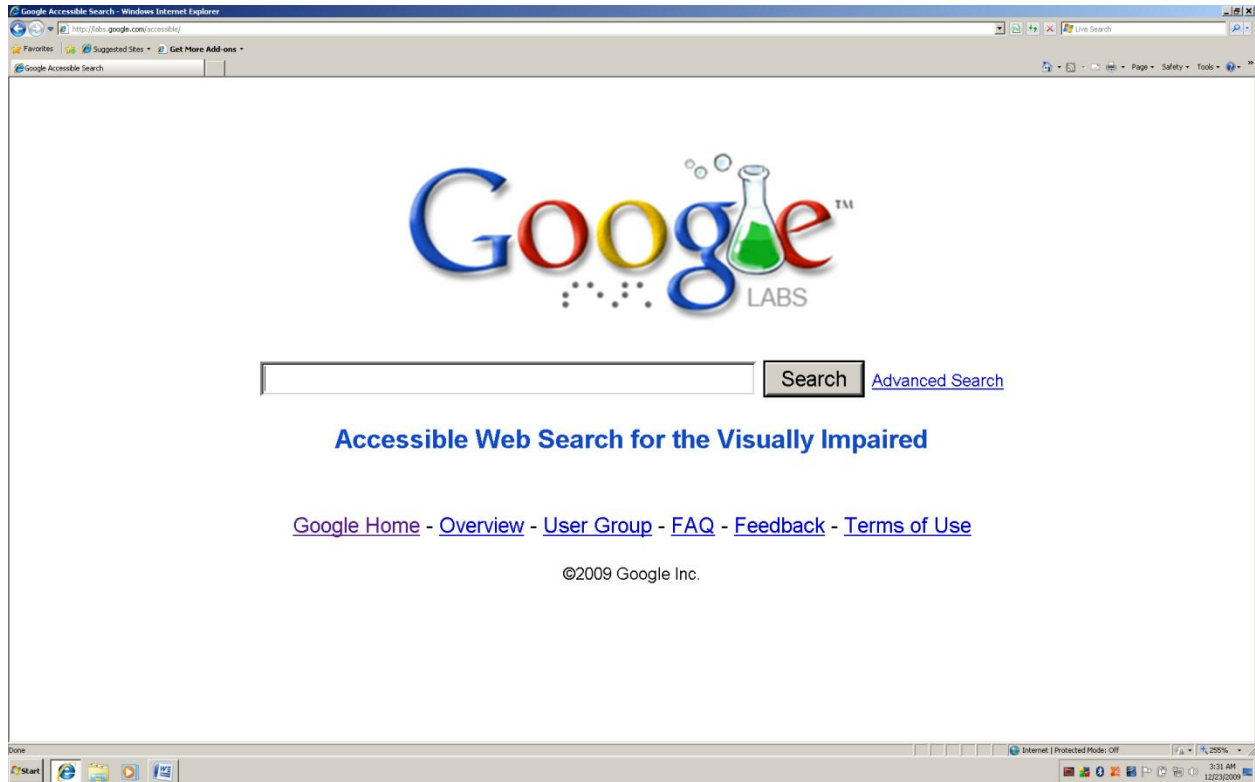 Google Accessible Search - Windows Internet Explorer
http://labs.google.com/accessible/
Live Search
Favorites Suggested Sites Get More Add-ons
Google Accessible Search
Page Safety Tools
Google™
LABS
Search Advanced Search
Accessible Web Search for the Visually Impaired
Google Home - Overview - User Group - FAQ - Feedback - Terms of Use
©2009 Google Inc.
Done
Internet | Protected Mode: Off
255%
Start
3:31 AM
12/23/2009